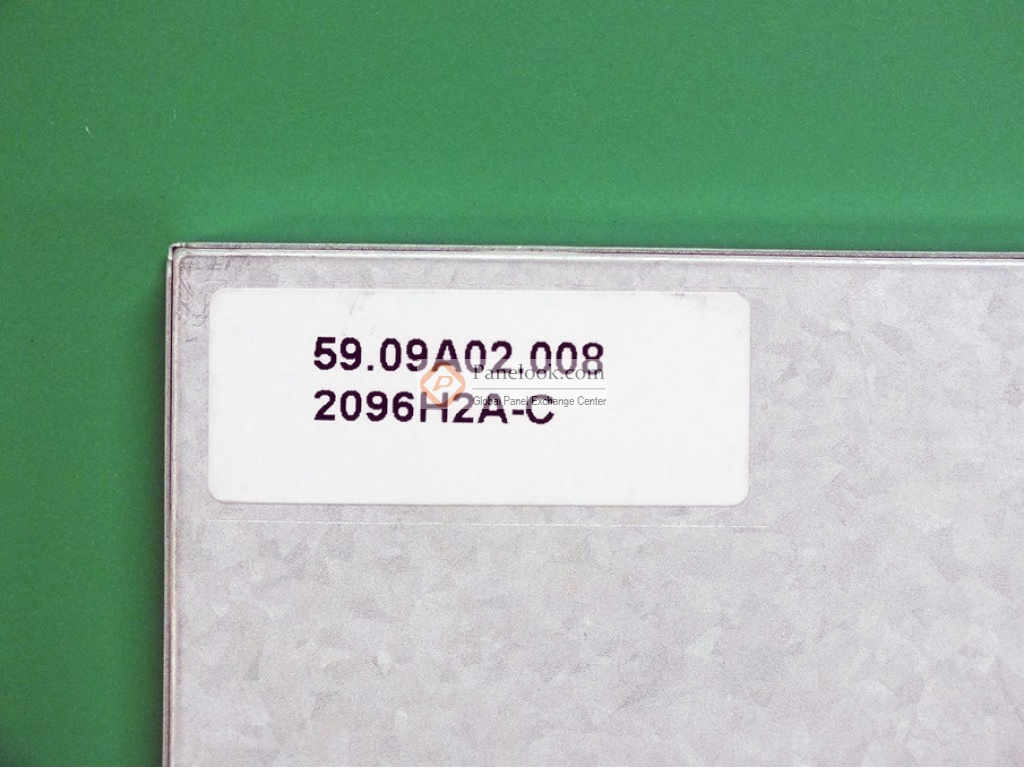 59.09A02.008
2096H2A-C
Panelook.com
Global Panel Exchange Center